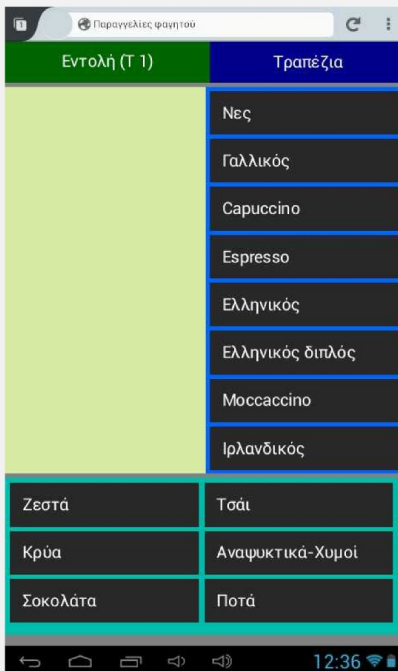 1 Παραγγελίες φαγητού
Εντολή (Τ 1) Τραπέζια
Νες
Γαλλικός
Capuccino
Espresso
Ελληνικός
Ελληνικός διπλός
Moccaccino
Ιρλανδικός
Ζεστά Τσάι
Κρύα Αναψυκτικά-Χυμοί
Σοκολάτα Ποτά
12:36